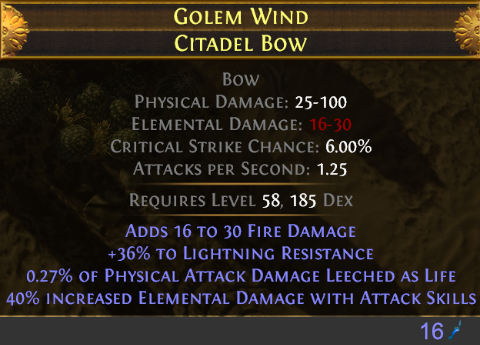 Golem Wind
Citadel Bow
Bow
Physical Damage: 25-100
Elemental Damage: 16-30
Critical Strike Chance: 6.00%
Attacks per Second: 1.25
Requires Level 58, 185 Dex
Adds 16 to 30 Fire Damage
+36% to Lightning Resistance
0.27% of Physical Attack Damage Leeched as Life
40% increased Elemental Damage with Attack Skills
16